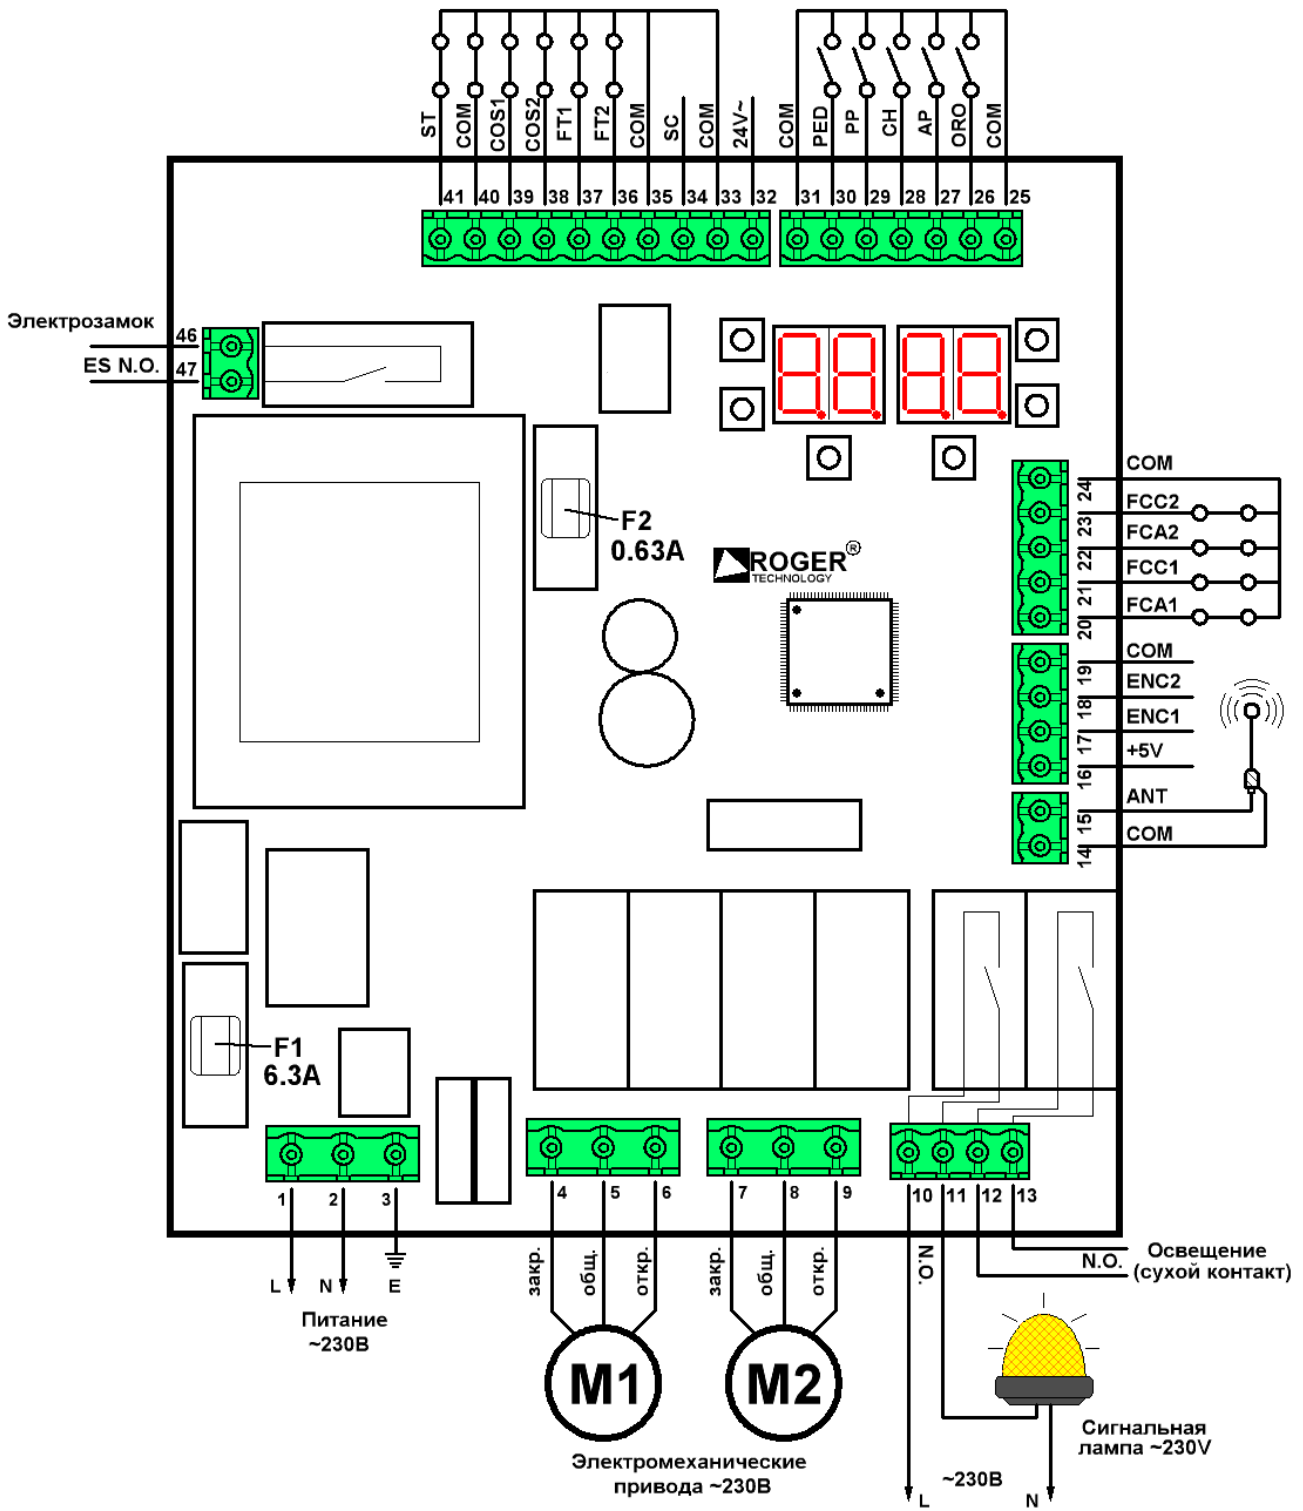 ST
COM
COS1
COS2
FT1
FT2
COM
SC
COM
24V~
COM
PED
PP
CH
AP
ORO
COM
41 40 39 38 37 36 35 34 33 32 31 30 29 28 27 26 25
Электрозамок
46
ES N.O.
47
F2
0.63A
ROGER®
TECHNOLOGY
COM
24
FCC2
23
FCA2
22
FCC1
21
FCA1
20
COM
19
ENC2
18
ENC1
17
+5V
16
ANT
15
COM
14
F1
6.3A
1 2 3
4 5 6
7 8 9
10 11 12 13
L N E
Питание
~230В
закр.
общ.
откр.
закр.
общ.
откр.
N.O.
N.O.
Освещение
(сухой контакт)
M1
M2
Электромеханические
привода ~230В
Сигнальная
лампа ~230V
~230В
L
N